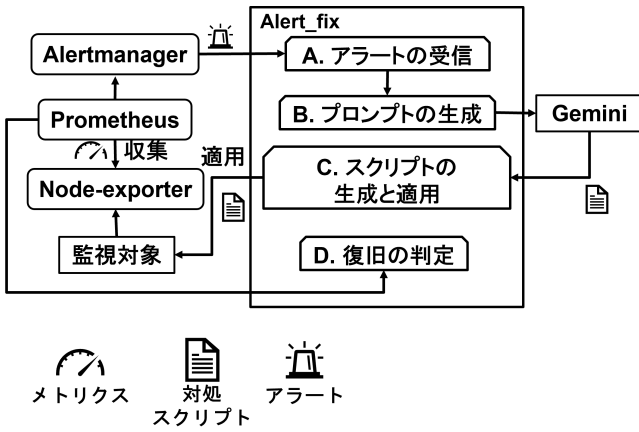 Alert_fix
Alertmanager
A. アラートの受信
Prometheus
B. プロンプトの生成
Gemini
収集
適用
Node-exporter
C. スクリプトの
生成と適用
監視対象
D. 復旧の判定
メトリクス
対処
スクリプト
アラート